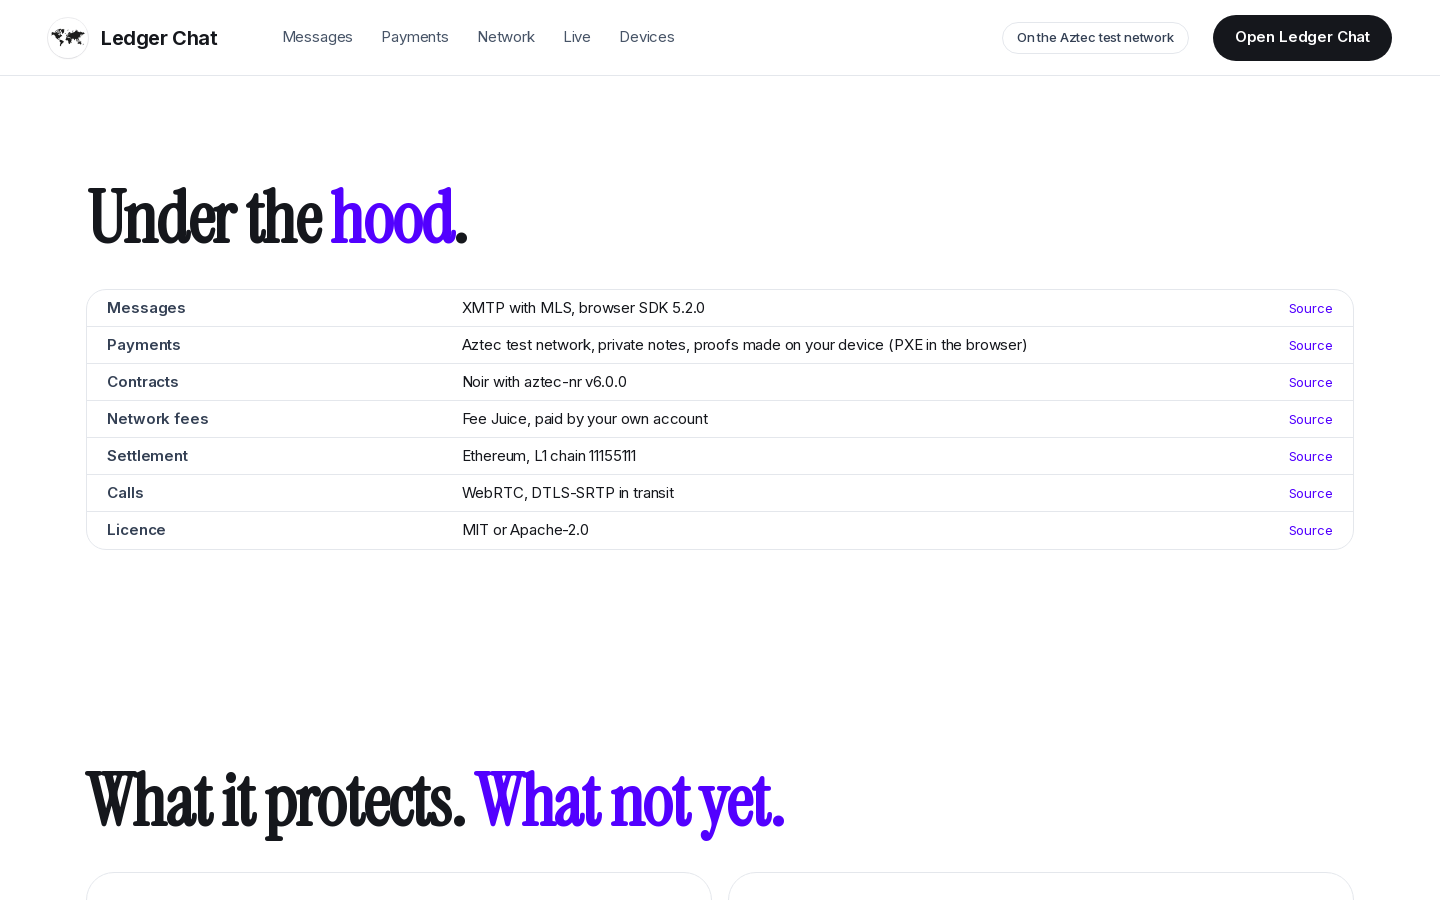 Ledger Chat
Messages
Payments
Network
Live
Devices
On the Aztec test network
Open Ledger Chat
Under the hood.
Messages XMTP with MLS, browser SDK 5.2.0 Source
Payments Aztec test network, private notes, proofs made on your device (PXE in the browser) Source
Contracts Noir with aztec-nr v6.0.0 Source
Network fees Fee Juice, paid by your own account Source
Settlement Ethereum, L1 chain 11155111 Source
Calls WebRTC, DTLS-SRTP in transit Source
Licence MIT or Apache-2.0 Source
What it protects. What not yet.